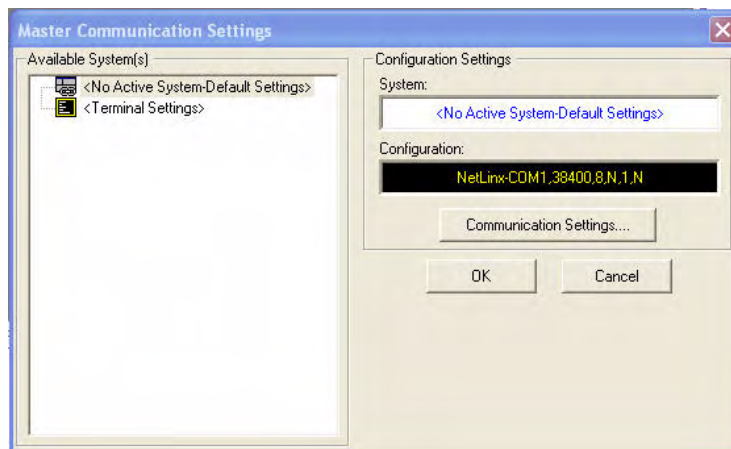 Master Communication Settings
Available System(s)
<No Active System-Default Settings>
<Terminal Settings>
Configuration Settings
System:
<No Active System-Default Settings>
Configuration:
NetLinx-COM1,38400,8,N,1,N
Communication Settings....
OK
Cancel